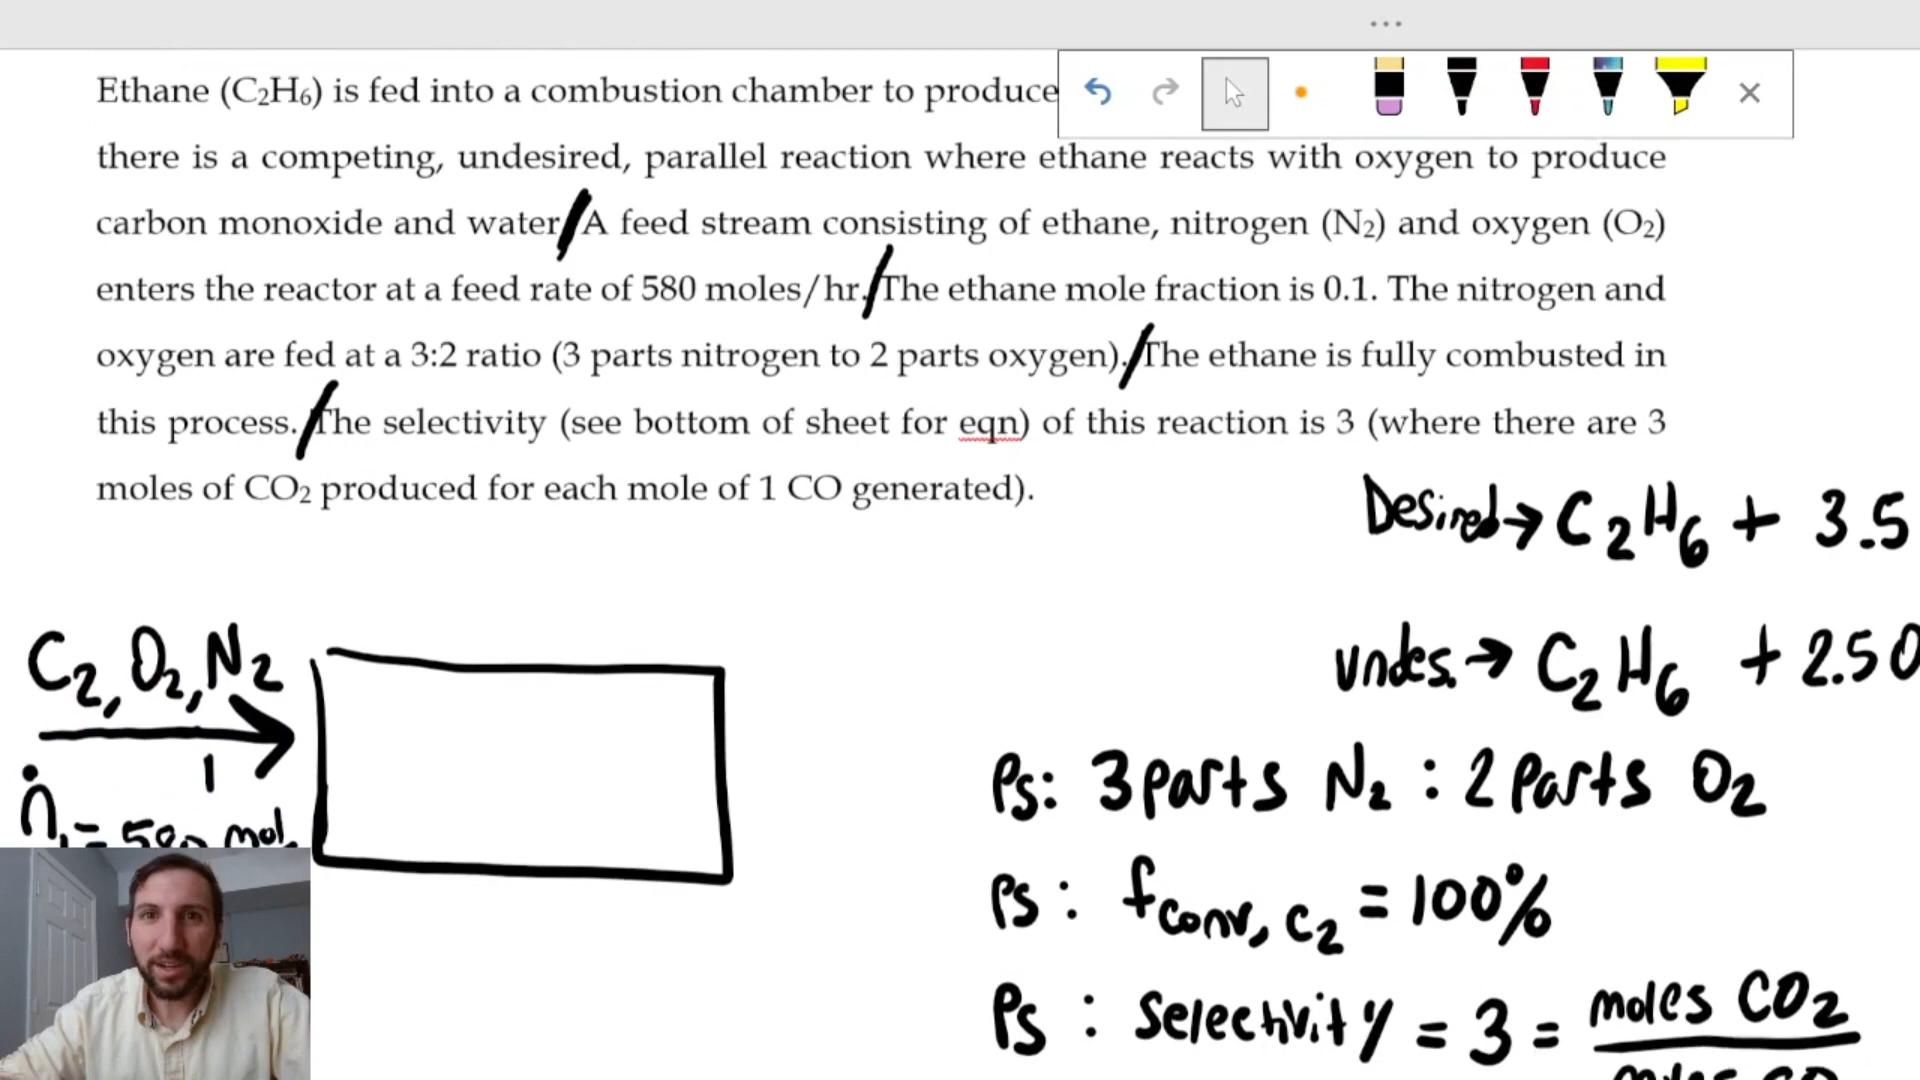 Ethane (C₂H₆) is fed into a combustion chamber to produce
there is a competing, undesired, parallel reaction where ethane reacts with oxygen to produce
carbon monoxide and water. A feed stream consisting of ethane, nitrogen (N₂) and oxygen (O₂)
enters the reactor at a feed rate of 580 moles/hr. The ethane mole fraction is 0.1. The nitrogen and
oxygen are fed at a 3:2 ratio (3 parts nitrogen to 2 parts oxygen). The ethane is fully combusted in
this process. The selectivity (see bottom of sheet for eqn) of this reaction is 3 (where there are 3
moles of CO₂ produced for each mole of 1 CO generated).
Desired → C₂H₆ + 3.5
undes. → C₂H₆ + 2.5O
C₂, O₂, N₂
1
ṅ₁ = 580 mol
Ps: 3 parts N₂ : 2 parts O₂
Ps: fconv, C₂ = 100%
Ps: Selectivity = 3 = moles CO₂
moles CO